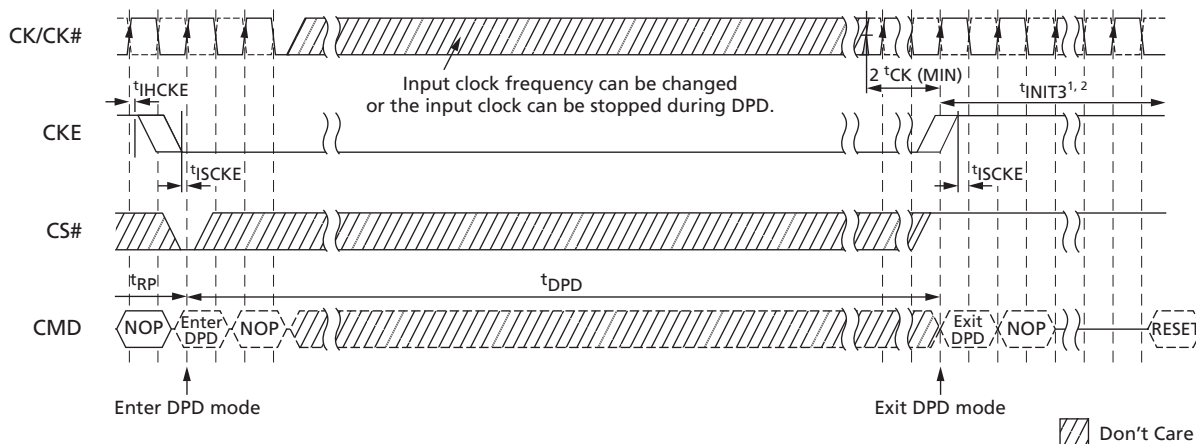 CK/CK#
Input clock frequency can be changed
or the input clock can be stopped during DPD.
2 tCK (MIN)
tINIT3 1, 2
tIHCKE
CKE
tISCKE
tISCKE
CS#
tRP
tDPD
CMD
NOP
Enter
DPD
NOP
Exit
DPD
NOP
RESET
Enter DPD mode
Exit DPD mode
Don't Care